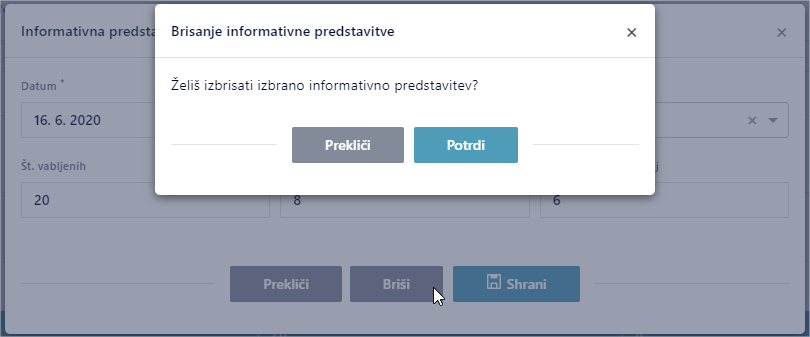 Brisanje informativne predstavitve
Želiš izbrisati izbrano informativno predstavitev?
Prekliči
Potrdi
Informativna
Datum *
16. 6. 2020
Št. vabljenih
20
8
6
Prekliči
Briši
Shrani